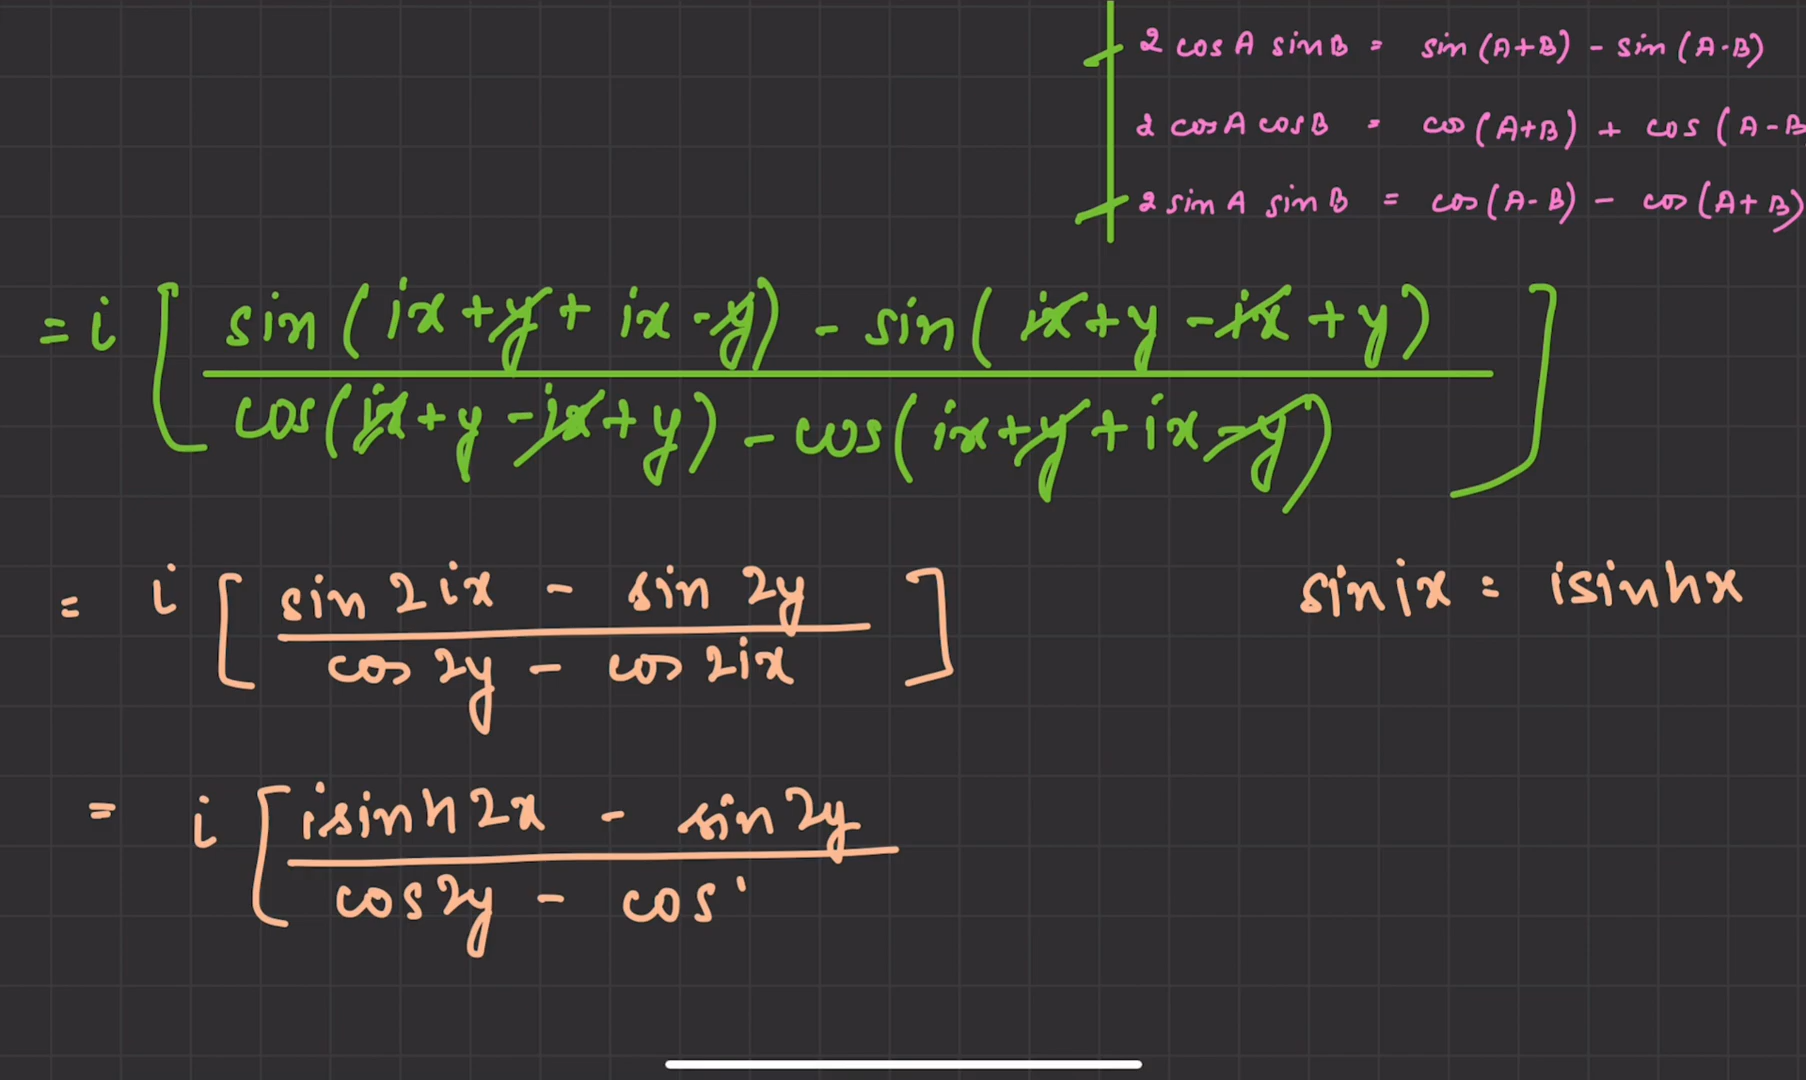 2 cos A sin B = sin (A+B) - sin (A-B)
2 cos A cos B = cos (A+B) + cos (A-B
2 sin A sin B = cos (A-B) - cos (A+B)
= i [ sin (ix+y+ix-y) - sin (ix+y-ix+y) ]
cos (ix+y-ix+y) - cos (ix+y+ix-y)
= i [ sin 2ix - sin 2y ] sin ix = i sinh x
cos 2y - cos 2ix
= i [ i sinh 2x - sin 2y
cos 2y - cos '